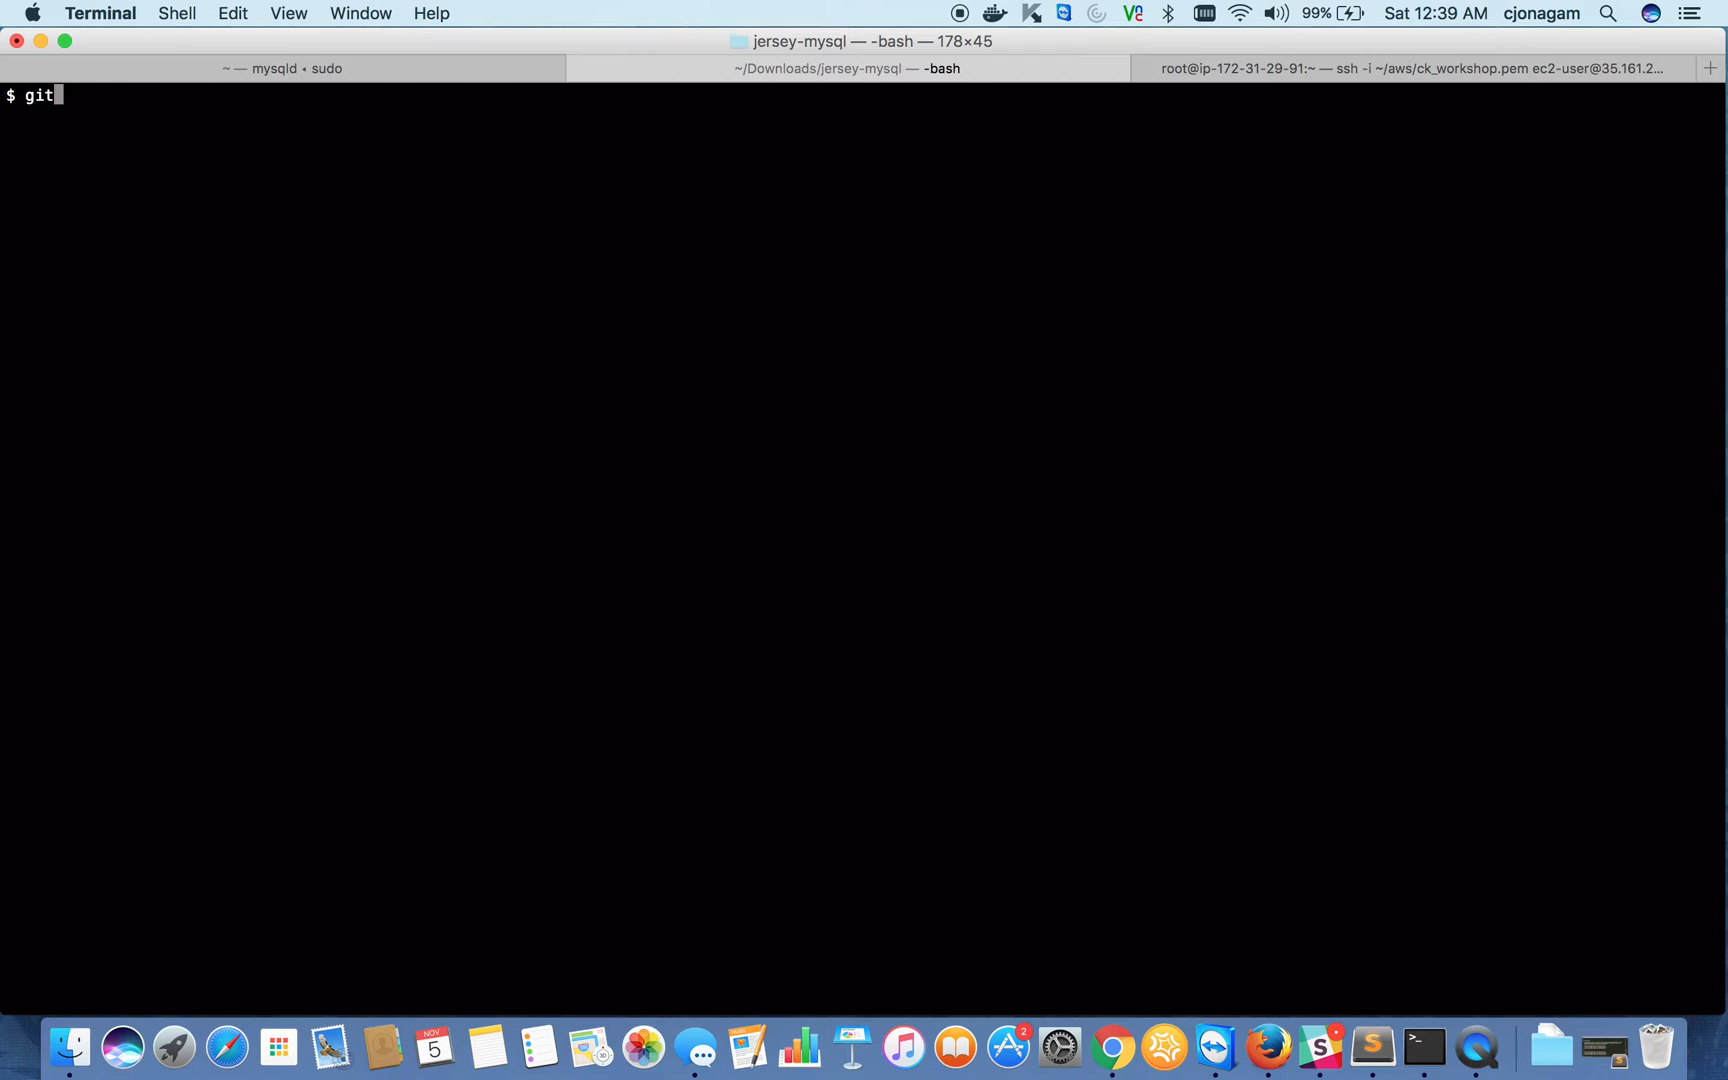 Terminal Shell Edit View Window Help 99% Sat 12:39 AM cjonagam
jersey-mysql — -bash — 178×45
~ — mysqld ◂ sudo ~/Downloads/jersey-mysql — -bash root@ip-172-31-29-91:~ — ssh -i ~/aws/ck_workshop.pem ec2-user@35.161.2...
$ git
NOV
5
2